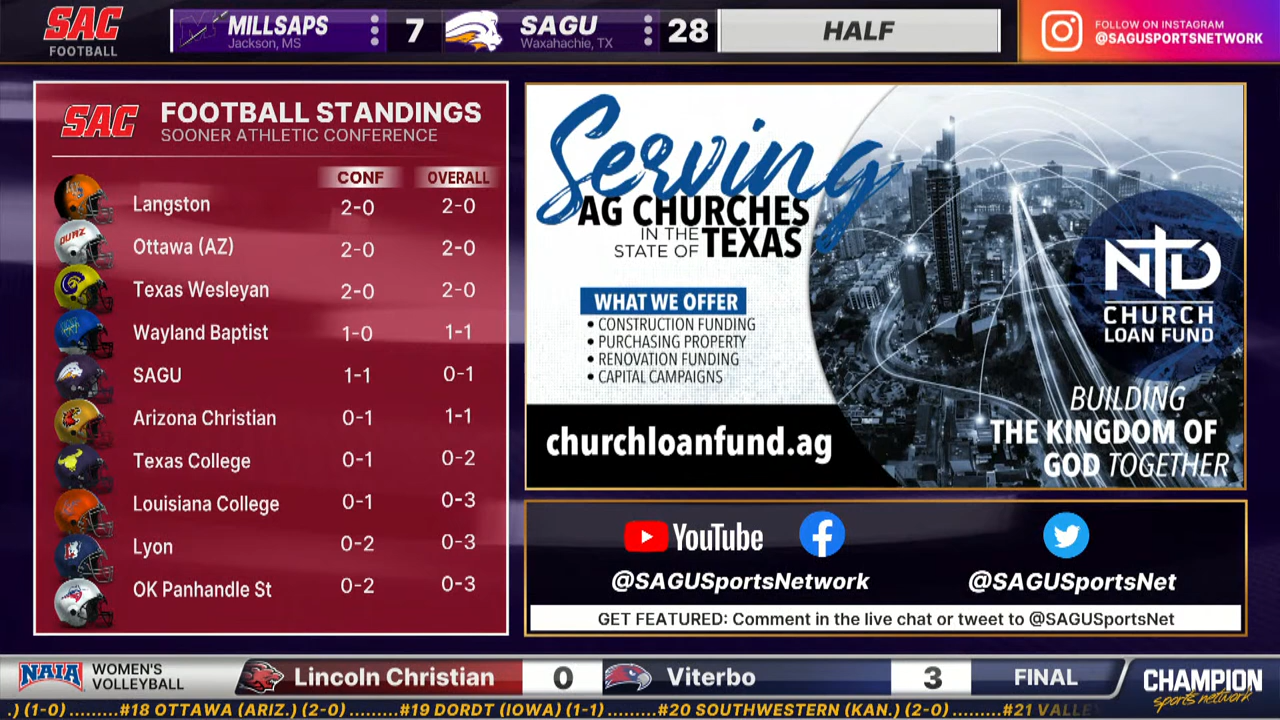 SAC
FOOTBALL
MILLSAPS
Jackson, MS
7
SAGU
Waxahachie, TX
28
HALF
FOLLOW ON INSTAGRAM
@SAGUSPORTSNETWORK
SAC
FOOTBALL STANDINGS
SOONER ATHLETIC CONFERENCE
CONF OVERALL
Langston 2-0 2-0
Ottawa (AZ) 2-0 2-0
Texas Wesleyan 2-0 2-0
Wayland Baptist 1-0 1-1
SAGU 1-1 0-1
Arizona Christian 0-1 1-1
Texas College 0-1 0-2
Louisiana College 0-1 0-3
Lyon 0-2 0-3
OK Panhandle St 0-2 0-3
Serving
AG CHURCHES
IN THE
STATE OF TEXAS
WHAT WE OFFER
• CONSTRUCTION FUNDING
• PURCHASING PROPERTY
• RENOVATION FUNDING
• CAPITAL CAMPAIGNS
churchloanfund.ag
NTD
CHURCH
LOAN FUND
BUILDING
THE KINGDOM OF
GOD TOGETHER
YouTube
@SAGUSportsNetwork
@SAGUSportsNet
GET FEATURED: Comment in the live chat or tweet to @SAGUSportsNet
NAIA
WOMEN'S
VOLLEYBALL
Lincoln Christian 0
Viterbo 3
FINAL
CHAMPION
sports network
.) (1-0) .........#18 OTTAWA (ARIZ.) (2-0) .........#19 DORDT (IOWA) (1-1) .........#20 SOUTHWESTERN (KAN.) (2-0) .........#21 VALLE